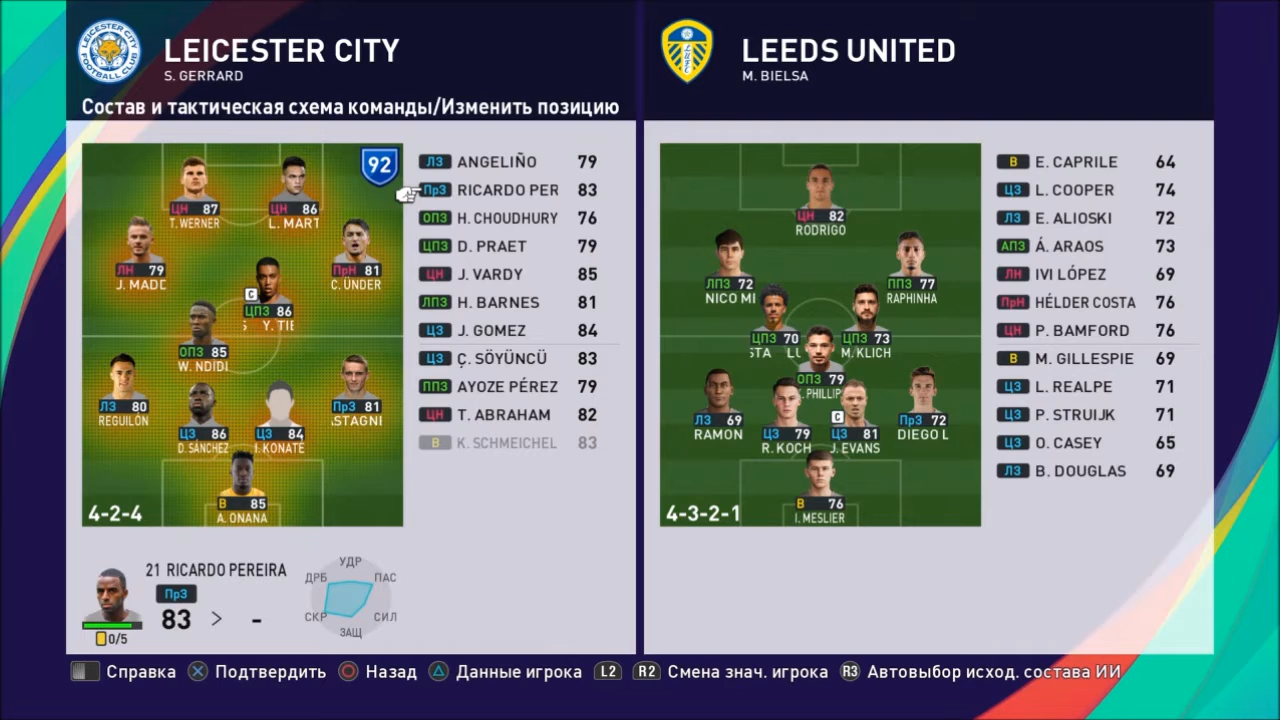 LEICESTER CITY
S. GERRARD
Состав и тактическая схема команды/Изменить позицию
92
ЦН 87
T. WERNER
ЦН 86
L. MART
ЛН 79
J. MADD
ПрН 81
C. ÜNDER
C
ЦПЗ 86
Y. TIE
ОПЗ 85
W. NDIDI
ЛЗ 80
REGUILÓN
ЦЗ 86
D. SÁNCHEZ
ЦЗ 84
I. KONATÉ
ПрЗ 81
ASTAGNI
В 85
A. ONANA
4-2-4
ЛЗ ANGELIÑO 79
ПрЗ RICARDO PER 83
ОПЗ H. CHOUDHURY 76
ЦПЗ D. PRAET 79
ЦН J. VARDY 85
ЛПЗ H. BARNES 81
ЦЗ J. GOMEZ 84
ЦЗ Ç. SÖYÜNCÜ 83
ППЗ AYOZE PÉREZ 79
ЦН T. ABRAHAM 82
В K. SCHMEICHEL 83
21 RICARDO PEREIRA
ПрЗ
83 > -
0/5
УДР
ПАС
СИЛ
ЗАЩ
СКР
ДРБ
LEEDS UNITED
M. BIELSA
ЦН 82
RODRIGO
ЛПЗ 72
NICO MI
ППЗ 77
RAPHINHA
ЦПЗ 70
STA LU
ЦПЗ 73
M. KLICH
ОПЗ 79
. PHILLIP
ЛЗ 69
RAMON
ЦЗ 79
R. KOCH
C
ЦЗ 81
J. EVANS
ПрЗ 72
DIEGO L
В 76
I. MESLIER
4-3-2-1
В E. CAPRILE 64
ЦЗ L. COOPER 74
ЛЗ E. ALIOSKI 72
АПЗ Á. ARAOS 73
ЛН IVI LÓPEZ 69
ПрН HÉLDER COSTA 76
ЦН P. BAMFORD 76
В M. GILLESPIE 69
ЦЗ L. REALPE 71
ЦЗ P. STRUIJK 71
ЦЗ O. CASEY 65
ЛЗ B. DOUGLAS 69
Справка Подтвердить Назад Данные игрока L2 R2 Смена знач. игрока R3 Автовыбор исход. состава ИИ